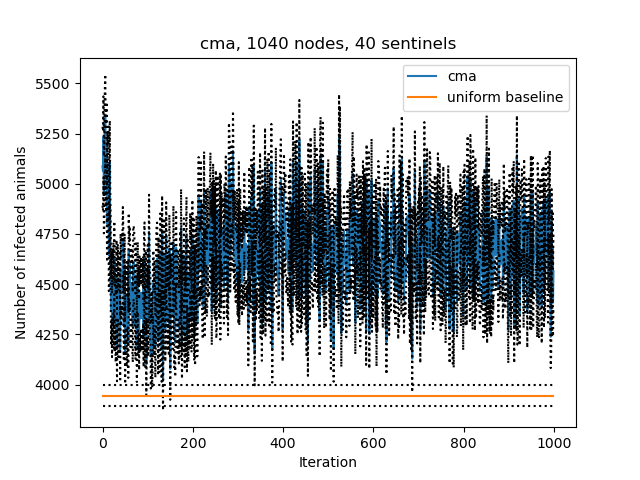 cma, 1040 nodes, 40 sentinels
cma
uniform baseline
Number of infected animals
5500
5250
5000
4750
4500
4250
4000
0 200 400 600 800 1000
Iteration